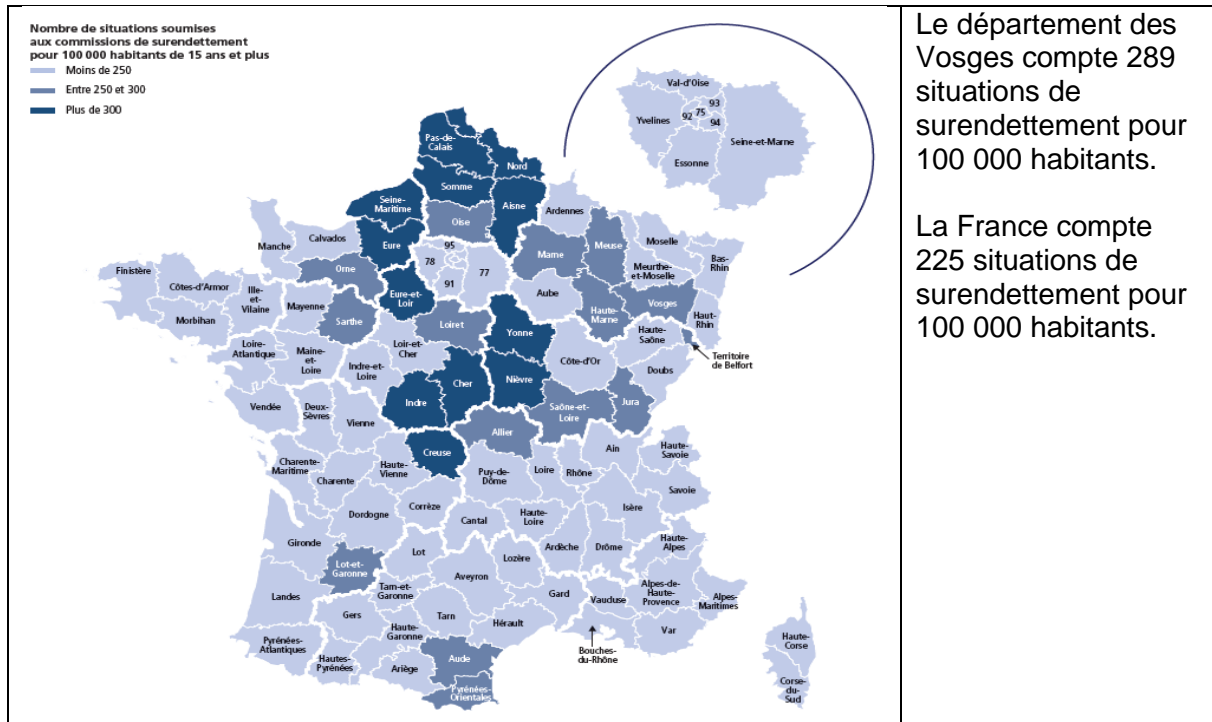 Nombre de situations soumises
aux commissions de surendettement
pour 100 000 habitants de 15 ans et plus
Moins de 250
Entre 250 et 300
Plus de 300
Val-d'Oise
93
92
75
94
Yvelines
Seine-et-Marne
Essonne
Pas-de-
Calais
Nord
Somme
Seine-
Maritime
Aisne
Oise
Ardennes
Eure
95
78
77
91
Manche
Calvados
Orne
Marne
Meuse
Moselle
Meurthe-
et-Moselle
Bas-
Rhin
Finistère
Côtes-d'Armor
Ille-
et-
Vilaine
Mayenne
Eure-et-
Loir
Aube
Haute-
Marne
Vosges
Haut-
Rhin
Morbihan
Sarthe
Loiret
Yonne
Haute-
Saône
Territoire
de Belfort
Loire-
Atlantique
Maine-
et-
Loire
Loir-et-
Cher
Indre-et-
Loire
Côte-d'Or
Doubs
Cher
Nièvre
Vendée
Deux-
Sèvres
Vienne
Indre
Saône-et-
Loire
Jura
Allier
Creuse
Charente-
Maritime
Charente
Haute-
Vienne
Puy-de-
Dôme
Loire
Rhône
Ain
Haute-
Savoie
Savoie
Dordogne
Corrèze
Cantal
Haute-
Loire
Isère
Gironde
Lot
Ardèche
Drôme
Haute-
Alpes
Lot-et-
Garonne
Lozère
Aveyron
Landes
Tarn-et-
Garonne
Gard
Vaucluse
Alpes-de-
Haute-
Provence
Alpes-
Maritimes
Gers
Tarn
Hérault
Haute-
Garonne
Var
Bouches-
du-Rhône
Pyrénées-
Atlantiques
Hautes-
Pyrénées
Ariège
Aude
Pyrénées-
Orientales
Haute-
Corse
Corse-
du-
Sud
Le département des
Vosges compte 289
situations de
surendettement pour
100 000 habitants.
La France compte
225 situations de
surendettement pour
100 000 habitants.